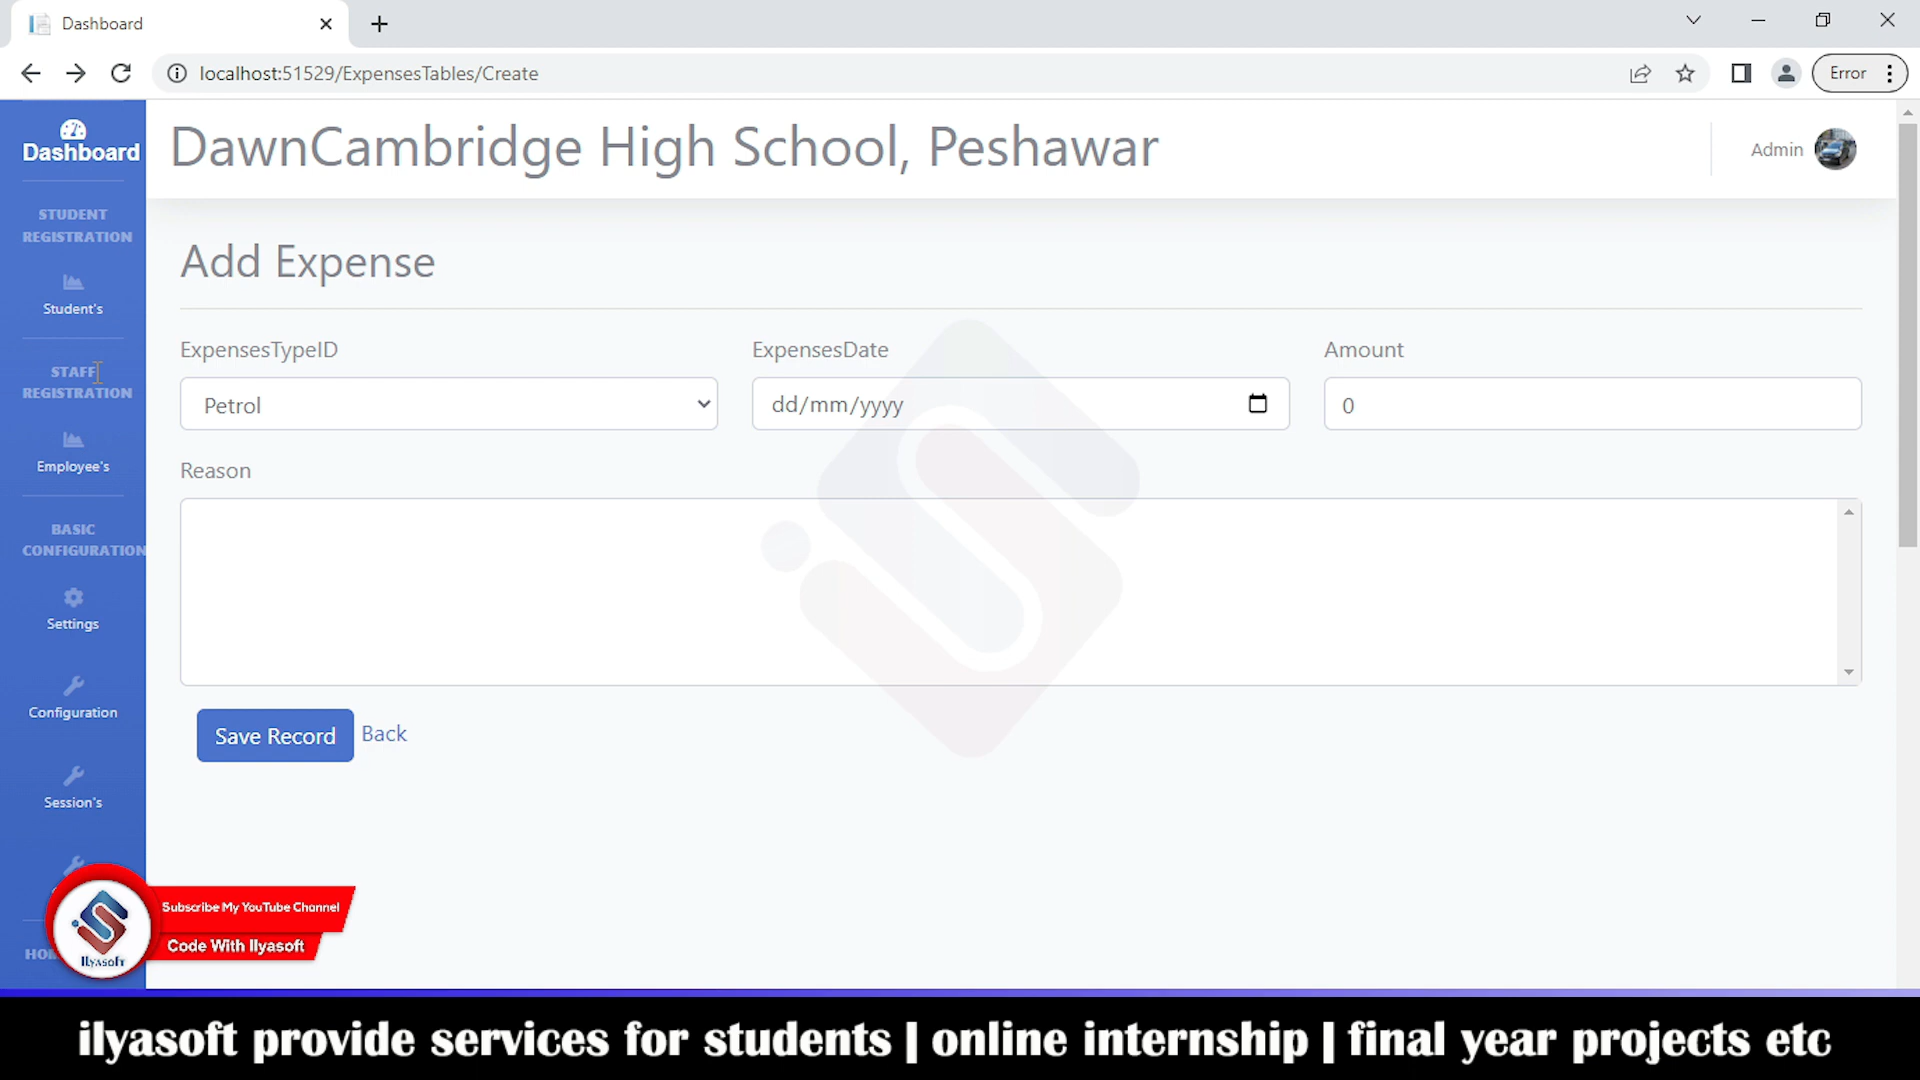 Dashboard
localhost:51529/ExpensesTables/Create
Error
Dashboard
DawnCambridge High School, Peshawar
Admin
STUDENT
REGISTRATION
Student's
STAFF
REGISTRATION
Employee's
BASIC
CONFIGURATION
Settings
Configuration
Session's
Add Expense
ExpensesTypeID
ExpensesDate
Amount
Petrol
dd/mm/yyyy
0
Reason
Save Record
Back
Subscribe My YouTube Channel
Code With Ilyasoft
Ilyasoft
ilyasoft provide services for students | online internship | final year projects etc